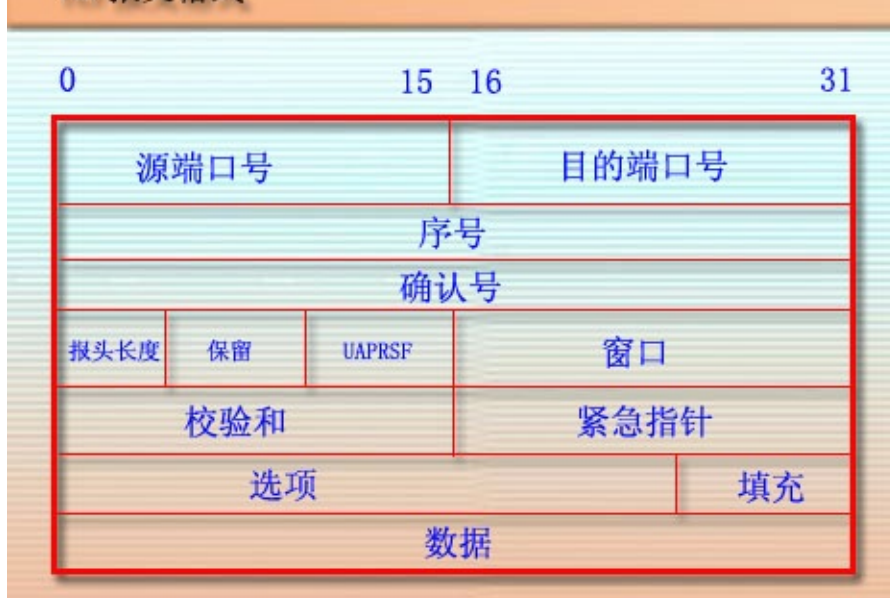 0 15 16 31
源端口号 目的端口号
序号
确认号
报头长度 保留 UAPRSF 窗口
校验和 紧急指针
选项 填充
数据